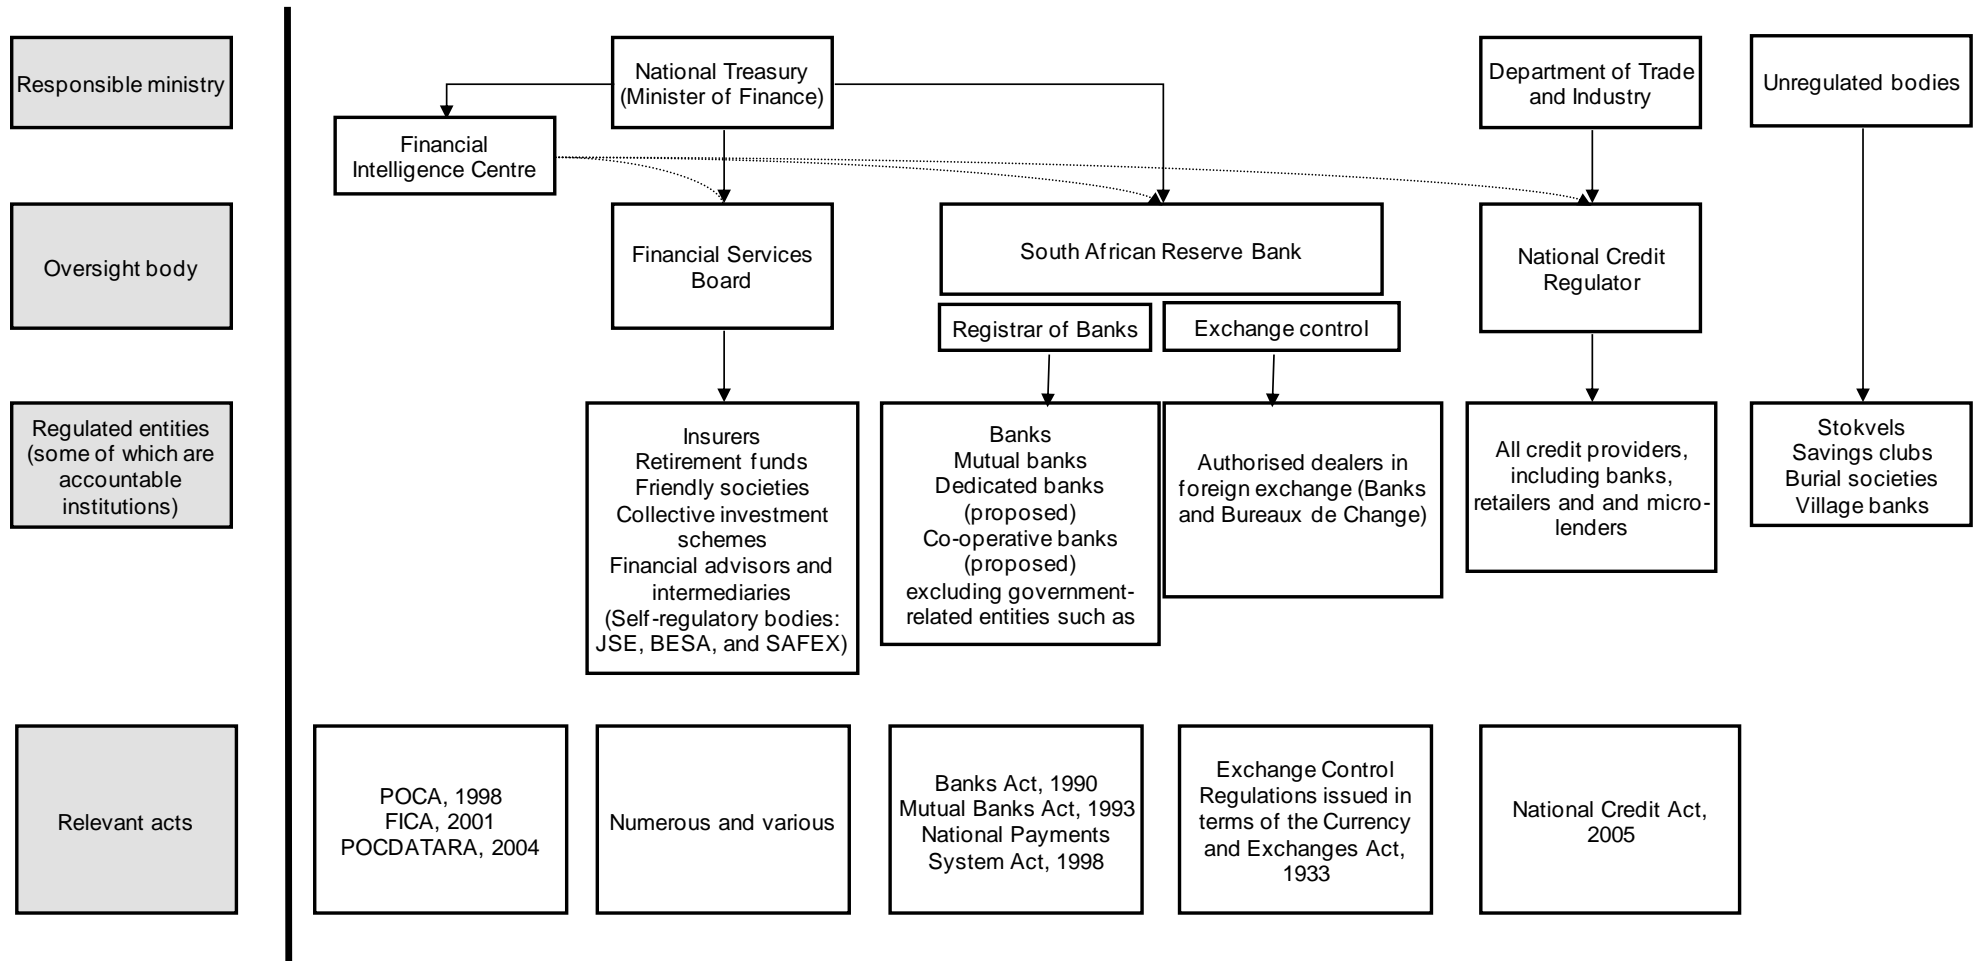 Responsible ministry
National Treasury
(Minister of Finance)
Department of Trade
and Industry
Unregulated bodies
Financial
Intelligence Centre
Oversight body
Financial Services
Board
South African Reserve Bank
National Credit
Regulator
Registrar of Banks
Exchange control
Regulated entities
(some of which are
accountable
institutions)
Insurers
Retirement funds
Friendly societies
Collective investment
schemes
Financial advisors and
intermediaries
(Self-regulatory bodies:
JSE, BESA, and SAFEX)
Banks
Mutual banks
Dedicated banks
(proposed)
Co-operative banks
(proposed)
excluding government-
related entities such as
Authorised dealers in
foreign exchange (Banks
and Bureaux de Change)
All credit providers,
including banks,
retailers and and micro-
lenders
Stokvels
Savings clubs
Burial societies
Village banks
Relevant acts
POCA, 1998
FICA, 2001
POCDATARA, 2004
Numerous and various
Banks Act, 1990
Mutual Banks Act, 1993
National Payments
System Act, 1998
Exchange Control
Regulations issued in
terms of the Currency
and Exchanges Act,
1933
National Credit Act,
2005